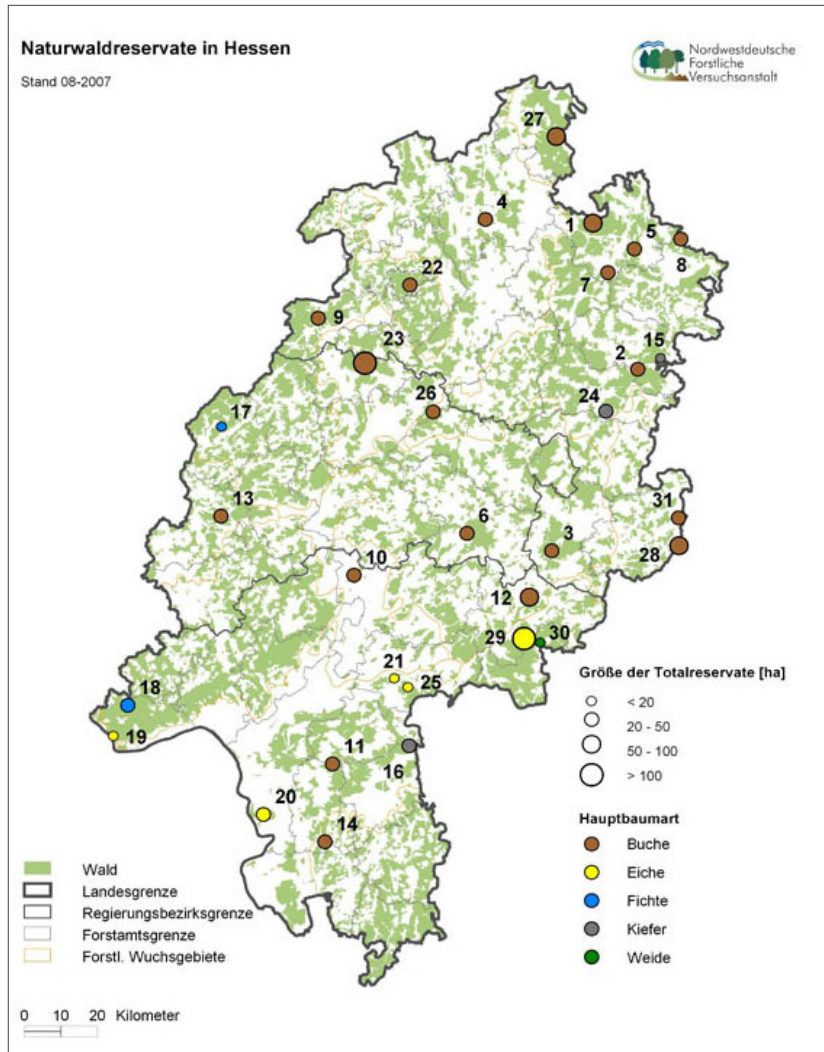 Naturwaldreservate in Hessen
Stand 08-2007
Nordwestdeutsche
Forstliche
Versuchsanstalt
27
4
1
5
8
22
7
9
23
15
2
26
24
17
13
31
6
3
28
10
12
29
30
21
25
18
19
11
16
20
14
Größe der Totalreservate [ha]
< 20
20 - 50
50 - 100
> 100
Hauptbaumart
Buche
Eiche
Fichte
Kiefer
Weide
Wald
Landesgrenze
Regierungsbezirksgrenze
Forstamtsgrenze
Forstl. Wuchsgebiete
0 10 20 Kilometer